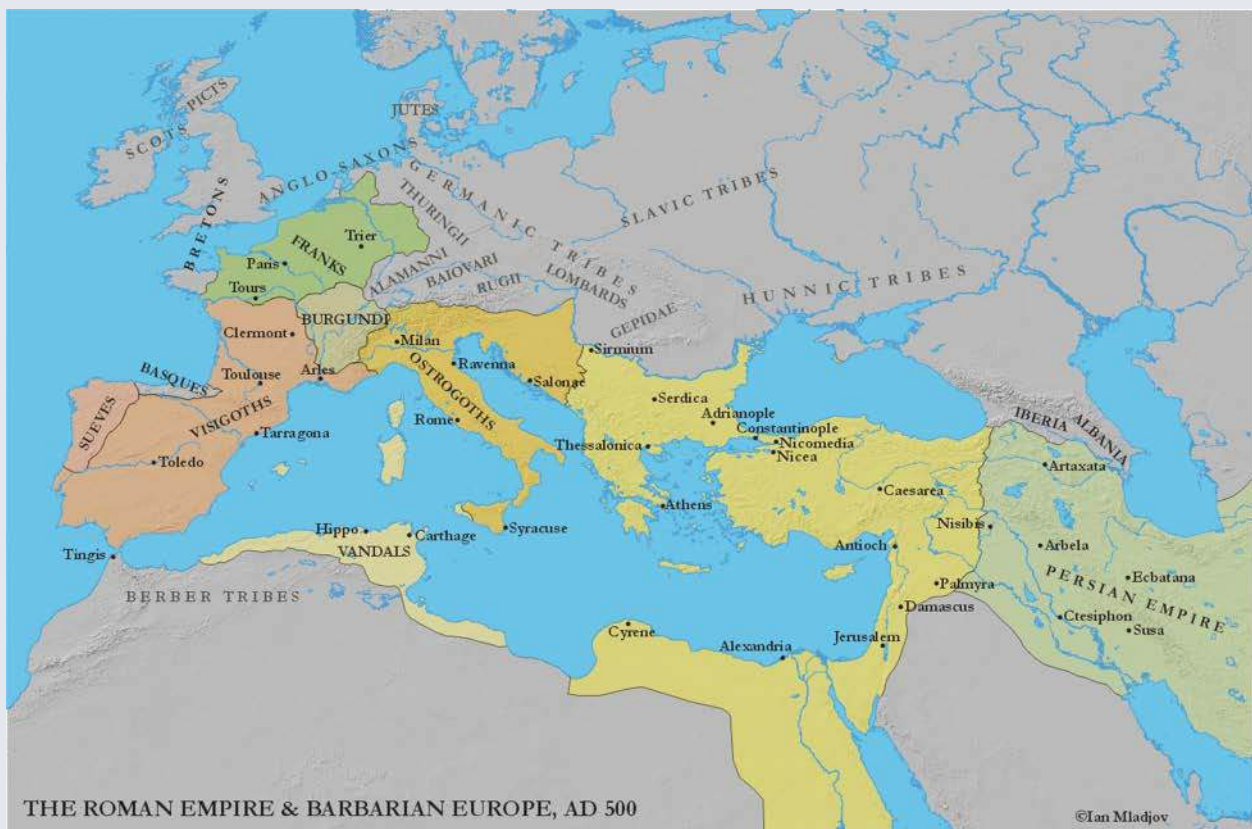 JUTES
PICTS
SCOTS
ANGLO-SAXONS
BRETONS
GERMANIC TRIBES
THURINGII
SLAVIC TRIBES
FRANKS
Trier
Paris
Tours
ALAMANNI
BAIOVARI
RUGII
LOMBARDS
HUNNIC TRIBES
GEPIDAE
BURGUNDI
Clermont
Milan
Sirmium
Ravenna
BASQUES
Toulouse
Arles
Salonae
OSTROGOTHS
SUEVES
VISIGOTHS
Serdica
Adrianople
Constantinople
IBERIA
ALBANIA
Tarragona
Rome
Thessalonica
Nicomedia
Nicea
Toledo
Artaxata
Caesarea
Athens
Hippo
Carthage
Syracuse
Nisibis
Tingis
VANDALS
Antioch
Arbela
Ecbatana
BERBER TRIBES
Palmyra
PERSIAN EMPIRE
Damascus
Ctesiphon
Susa
Cyrene
Alexandria
Jerusalem
THE ROMAN EMPIRE & BARBARIAN EUROPE, AD 500
©Ian Mladjov